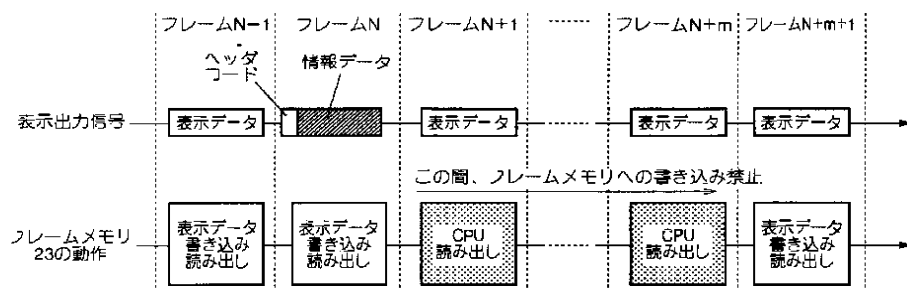 フレームN-1 フレームN フレームN+1 フレームN+m フレームN+m+1
ヘッダ
コード
情報データ
表示出力信号 表示データ 表示データ 表示データ 表示データ
この間、フレームメモリへの書き込み禁止
フレームメモリ
23の動作
表示データ
書き込み
読み出し
表示データ
書き込み
読み出し
CPU
読み出し
CPU
読み出し
表示データ
書き込み
読み出し